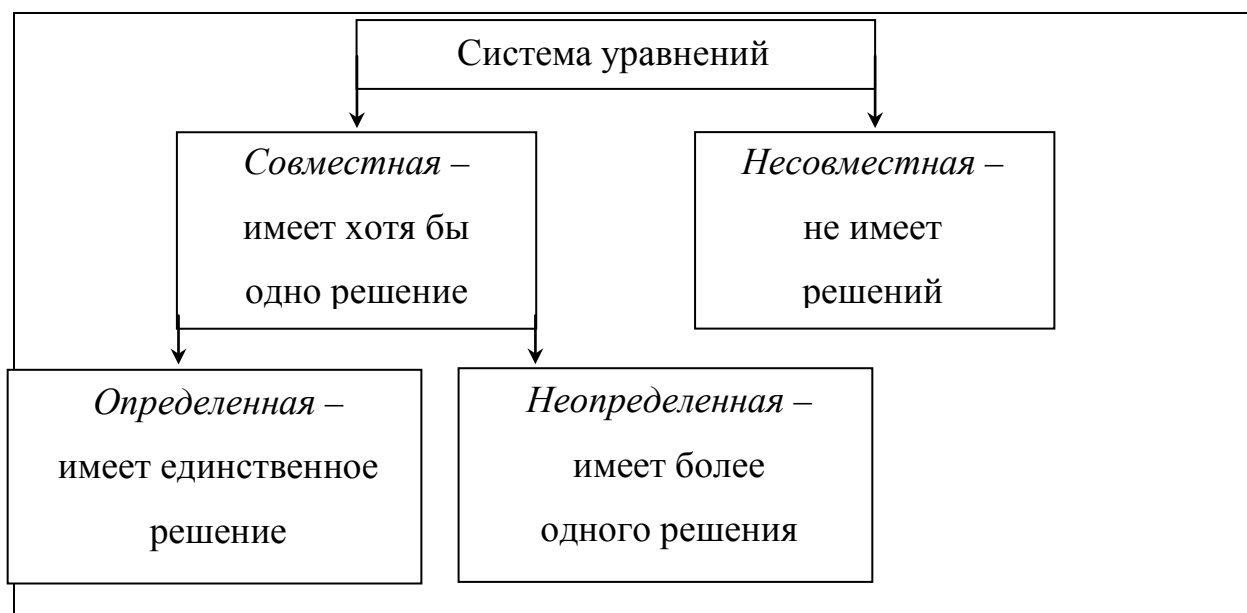 Система уравнений
Совместная –
имеет хотя бы
одно решение
Несовместная –
не имеет
решений
Определенная –
имеет единственное
решение
Неопределенная –
имеет более
одного решения